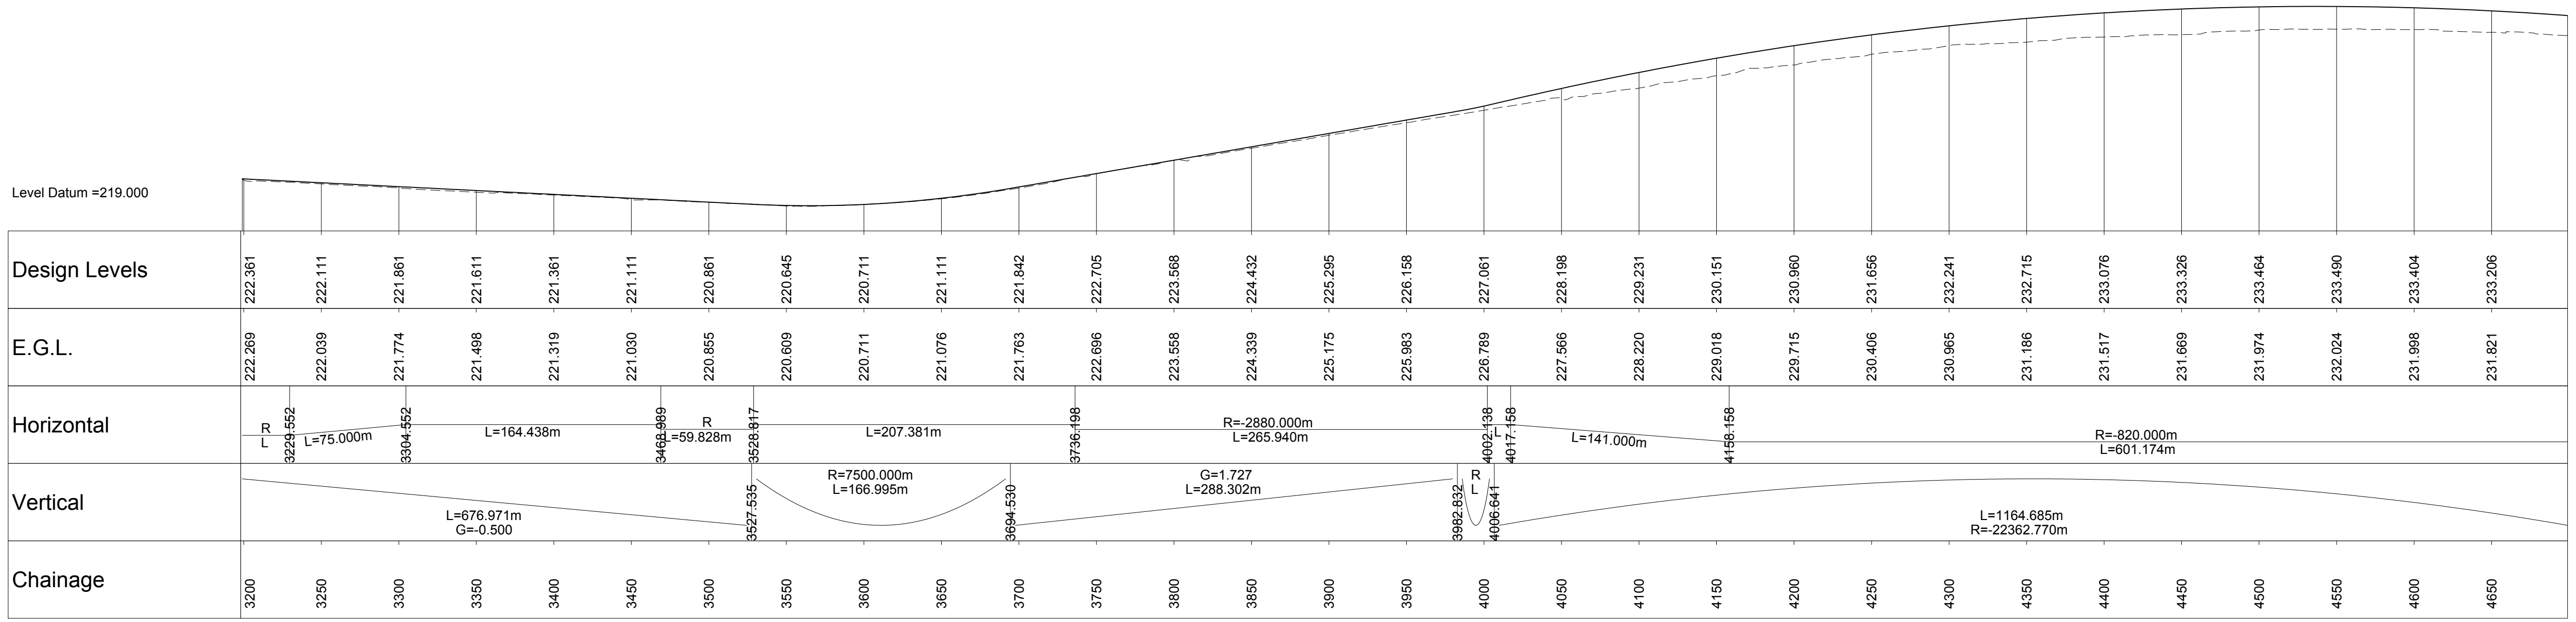 Level Datum =219.000
Design Levels
222.361 222.111 221.861 221.611 221.361 221.111 220.861 220.645 220.711 221.111 221.842 222.705 223.568 224.432 225.295 226.158 227.061 228.198 229.231 230.151 230.960 231.656 232.241 232.715 233.076 233.326 233.464 233.490 233.404 233.206
E.G.L.
222.269 222.039 221.774 221.498 221.319 221.030 220.855 220.609 220.711 221.076 221.763 222.696 223.558 224.339 225.175 225.983 226.789 227.566 228.220 229.018 229.715 230.406 230.965 231.186 231.517 231.669 231.974 232.024 231.998 231.821
Horizontal
R
L
3229.552
L=75.000m
3304.552
L=164.438m
3468.989
R
L=59.828m
3528.817
L=207.381m
3736.198
R=-2880.000m
L=265.940m
4002.138
L
4017.158
L=141.000m
4158.158
R=-820.000m
L=601.174m
Vertical
L=676.971m
G=-0.500
3527.535
R=7500.000m
L=166.995m
3694.530
G=1.727
L=288.302m
3982.832
R
L
4006.641
L=1164.685m
R=-22362.770m
Chainage
3200 3250 3300 3350 3400 3450 3500 3550 3600 3650 3700 3750 3800 3850 3900 3950 4000 4050 4100 4150 4200 4250 4300 4350 4400 4450 4500 4550 4600 4650